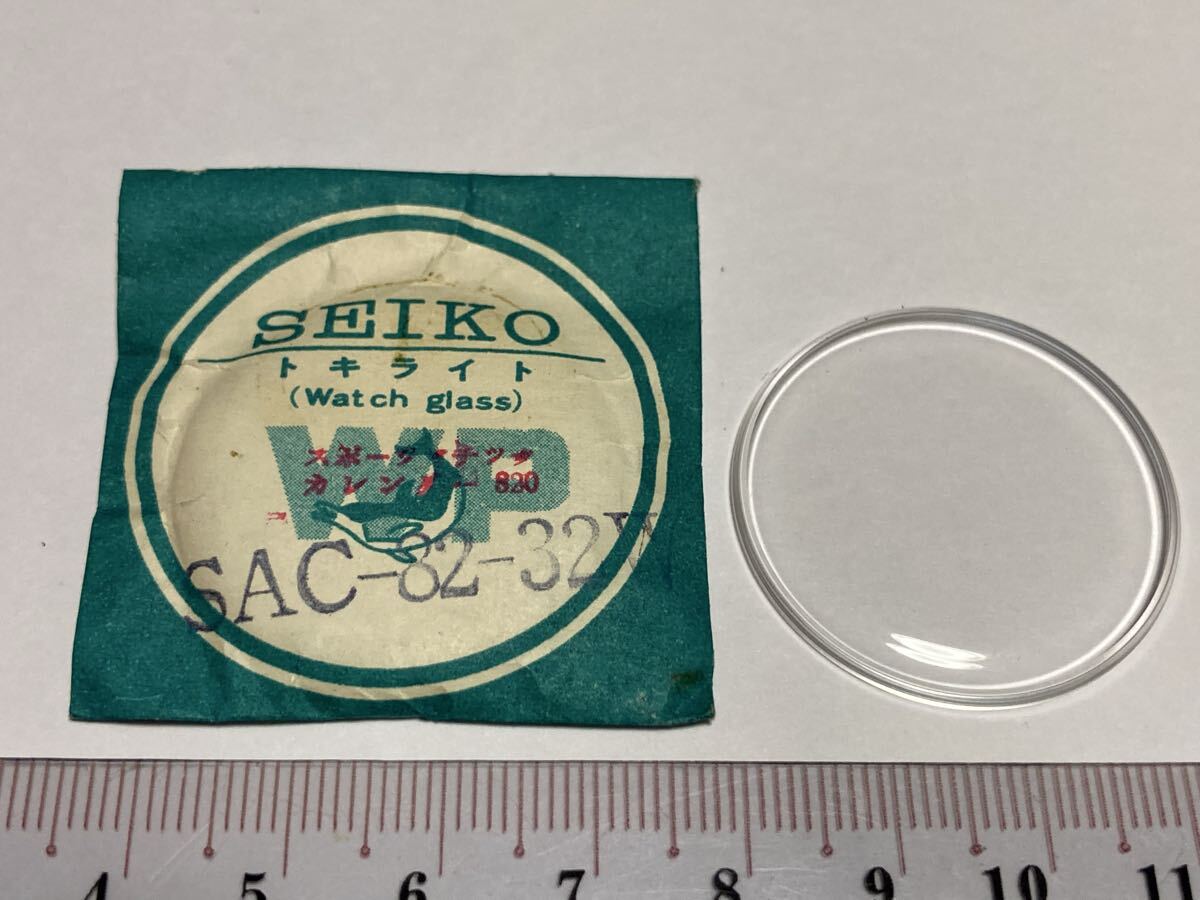 SEIKO
トキライト
(Watch glass)
WP
スポーツマチック
カレンダー 820
SAC-82-32W
4 5 6 7 8 9 10 11